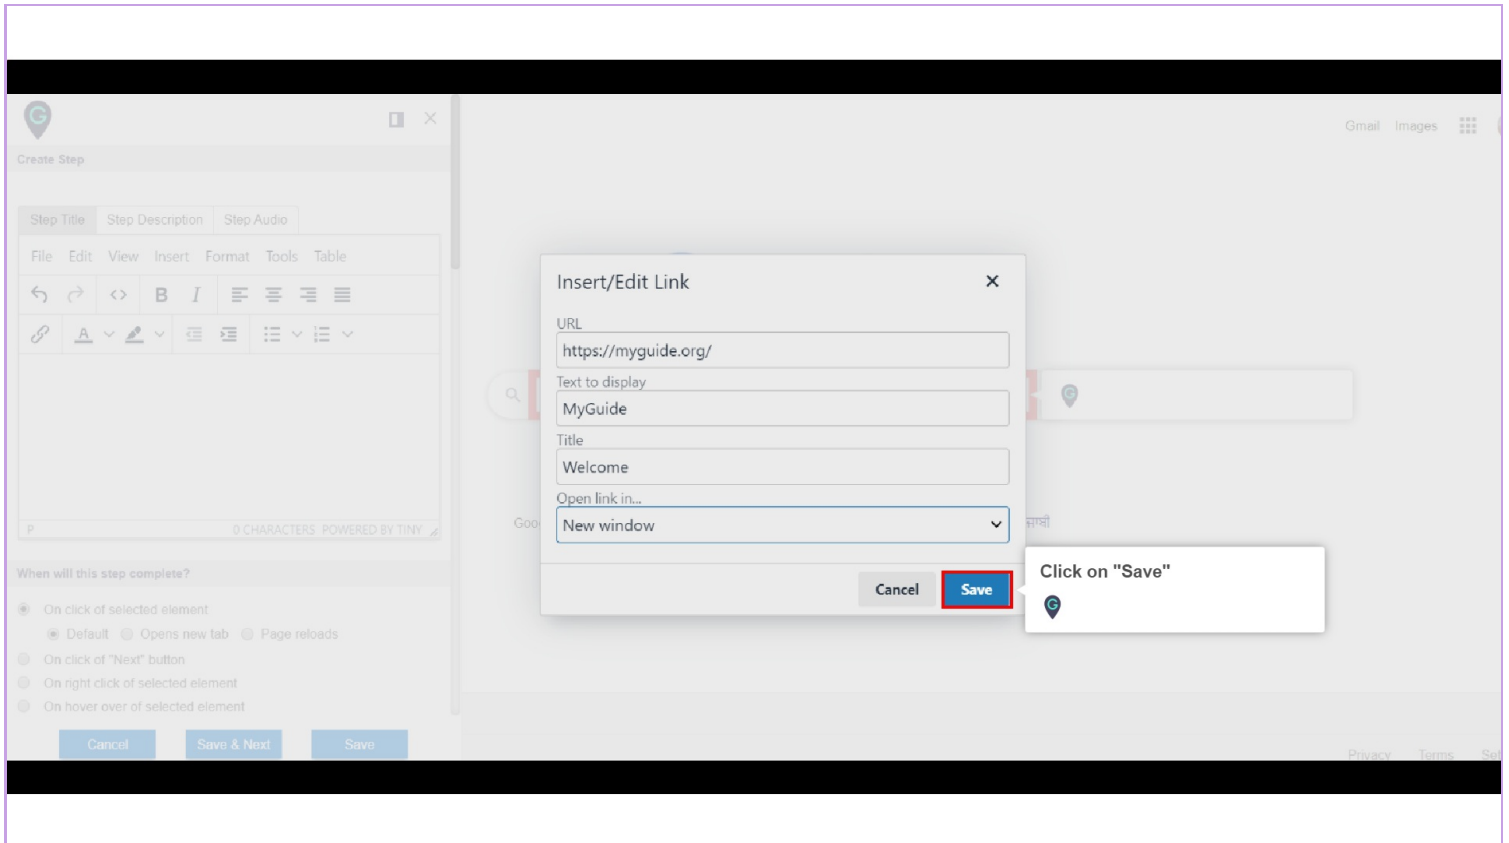 Gmail Images
Create Step
Step Title Step Description Step Audio
File Edit View Insert Format Tools Table
B I
A
P 0 CHARACTERS POWERED BY TINY
When will this step complete?
On click of selected element
Default Opens new tab Page reloads
On click of "Next" button
On right click of selected element
On hover over of selected element
Cancel Save & Next Save
Insert/Edit Link
URL
https://myguide.org/
Text to display
MyGuide
Title
Welcome
Open link in...
New window
Cancel Save
Click on "Save"
Goo
Privacy Terms